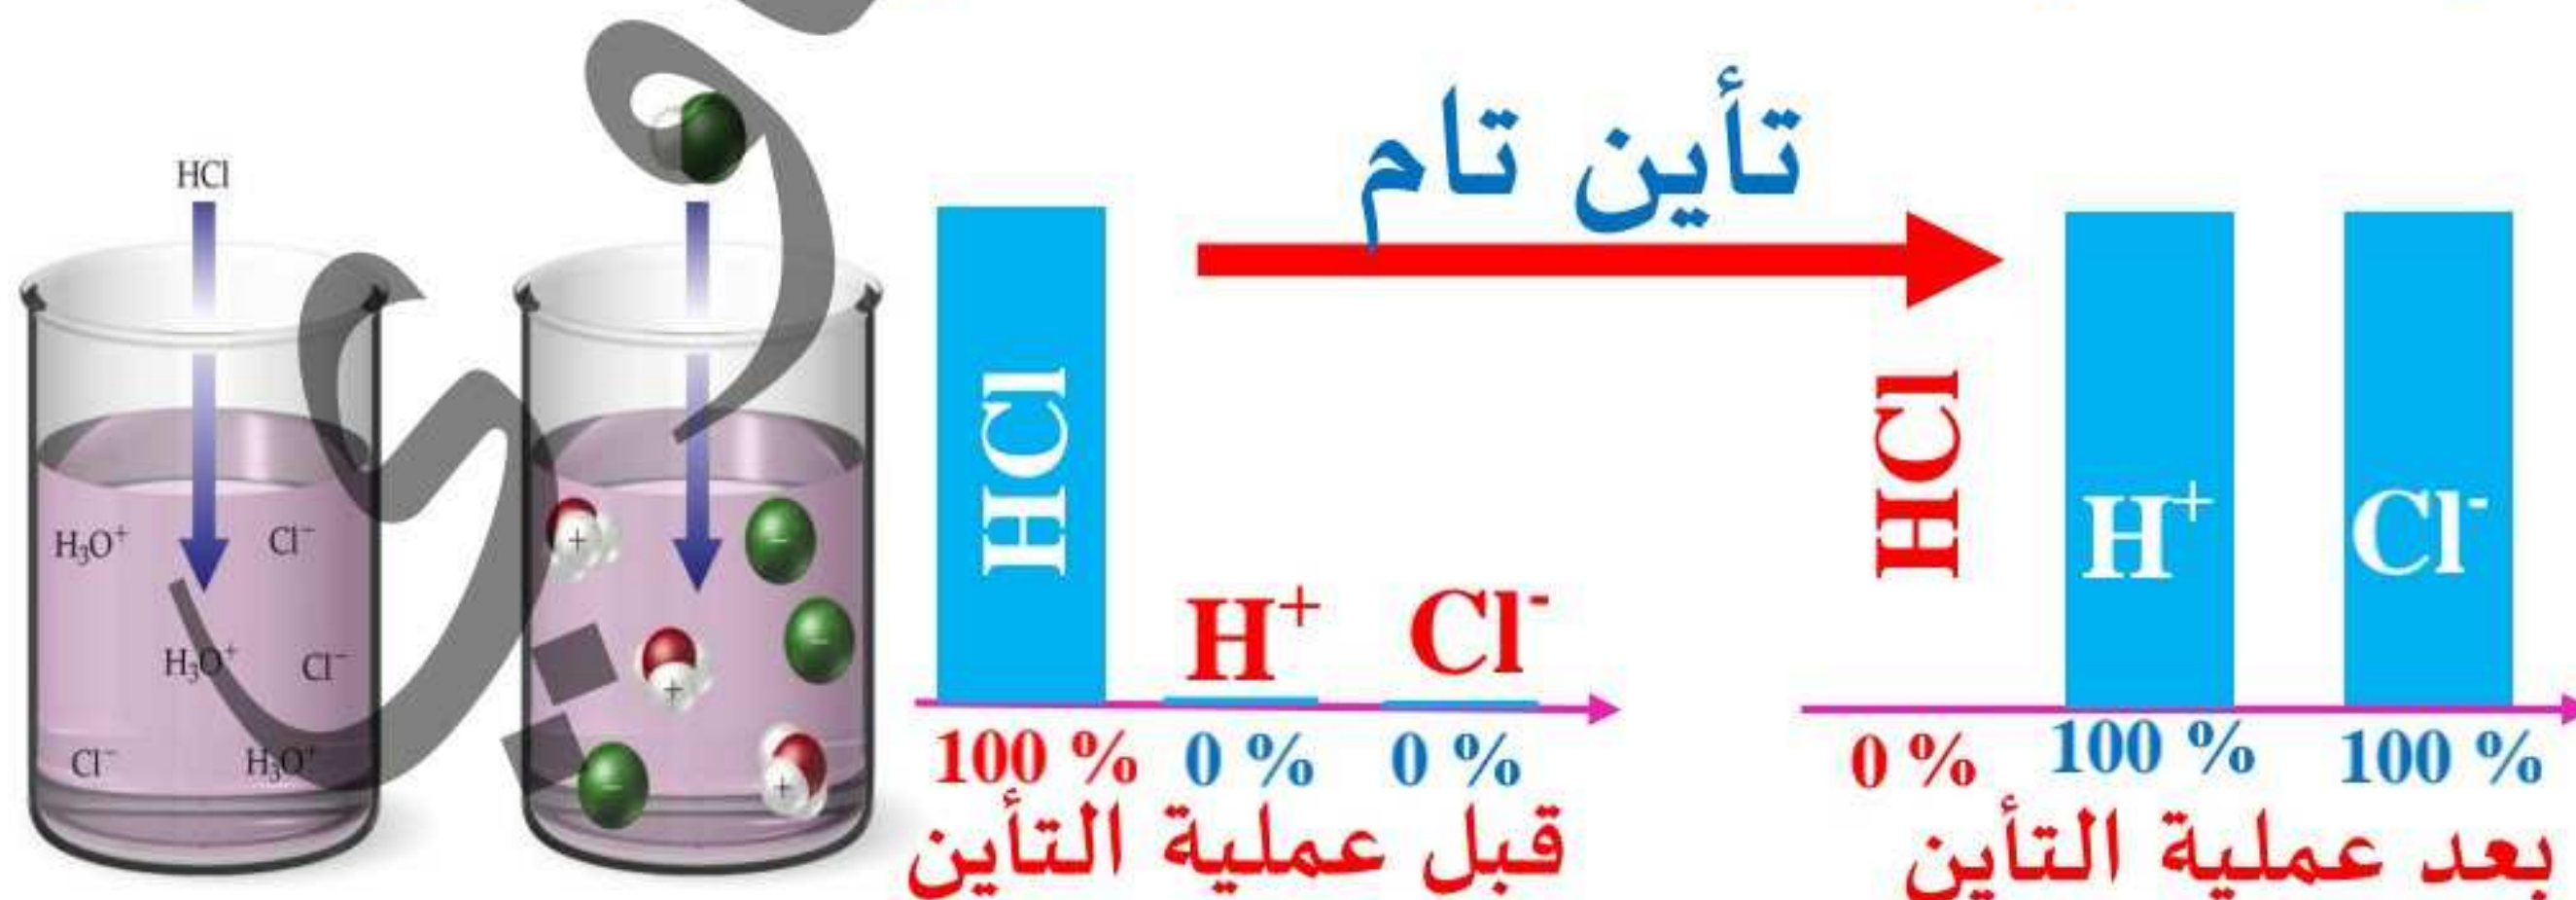 HCl
H₃O⁺ Cl⁻
H₃O⁺ Cl⁻
Cl⁻ H₃O⁺
+ -
-
+
- +
تأين تام
HCl
H⁺ Cl⁻
100 % 0 % 0 %
قبل عملية التأين
HCl H⁺ Cl⁻
0 % 100 % 100 %
بعد عملية التأين